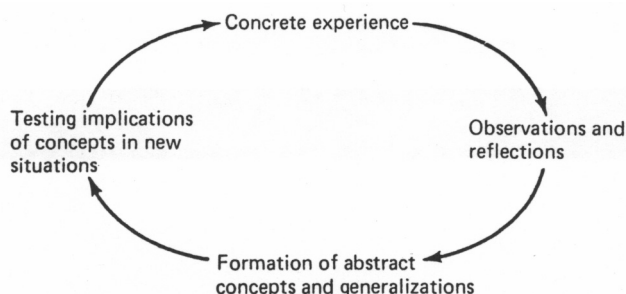 Concrete experience
Observations and
reflections
Formation of abstract
concepts and generalizations
Testing implications
of concepts in new
situations